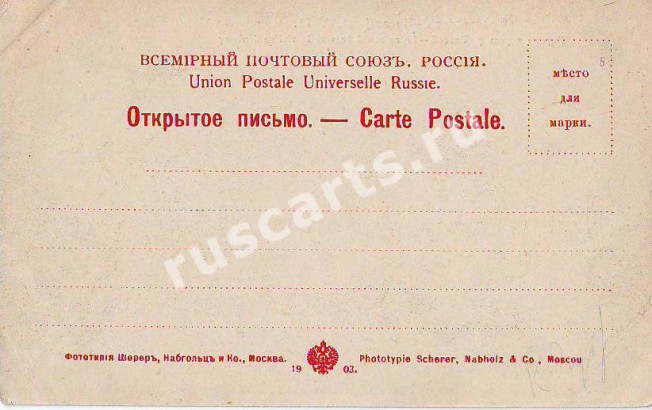 ВСЕМІРНЫЙ ПОЧТОВЫЙ СОЮЗЪ. РОССІЯ.
Union Postale Universelle Russie.
Открытое письмо. — Carte Postale.
мѣсто
для
марки.
5
ruscarts.ru
Фототипія Шереръ, Набгольцъ и Ко., Москва.
Phototypie Scherer, Nabholz & Co., Moscou
19 03.